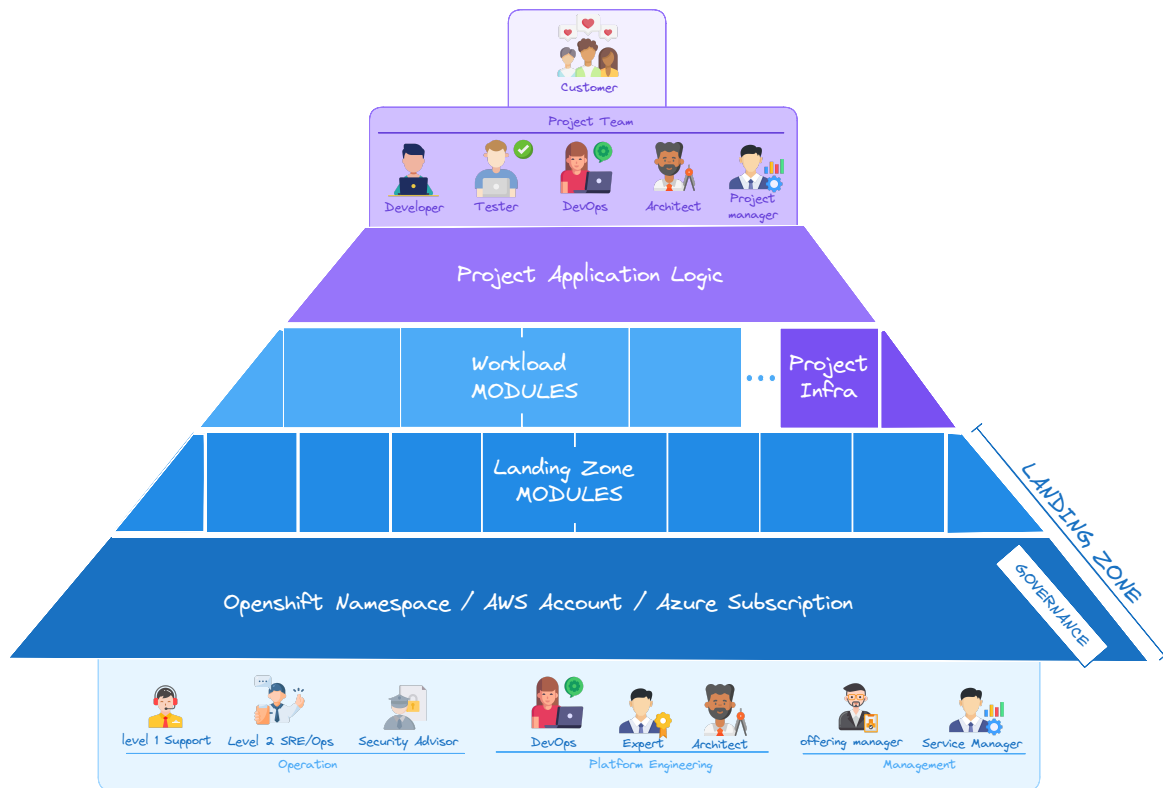 Customer
Project Team
Developer
Tester
DevOps
Architect
Project
manager
Project Application Logic
Workload
MODULES
Project
Infra
Landing Zone
MODULES
LANDING ZONE
GOVERNANCE
Openshift Namespace / AWS Account / Azure Subscription
level 1 Support
Level 2 SRE/Ops
Security Advisor
Operation
DevOps
Expert
Architect
Platform Engineering
offering manager
Service Manager
Management